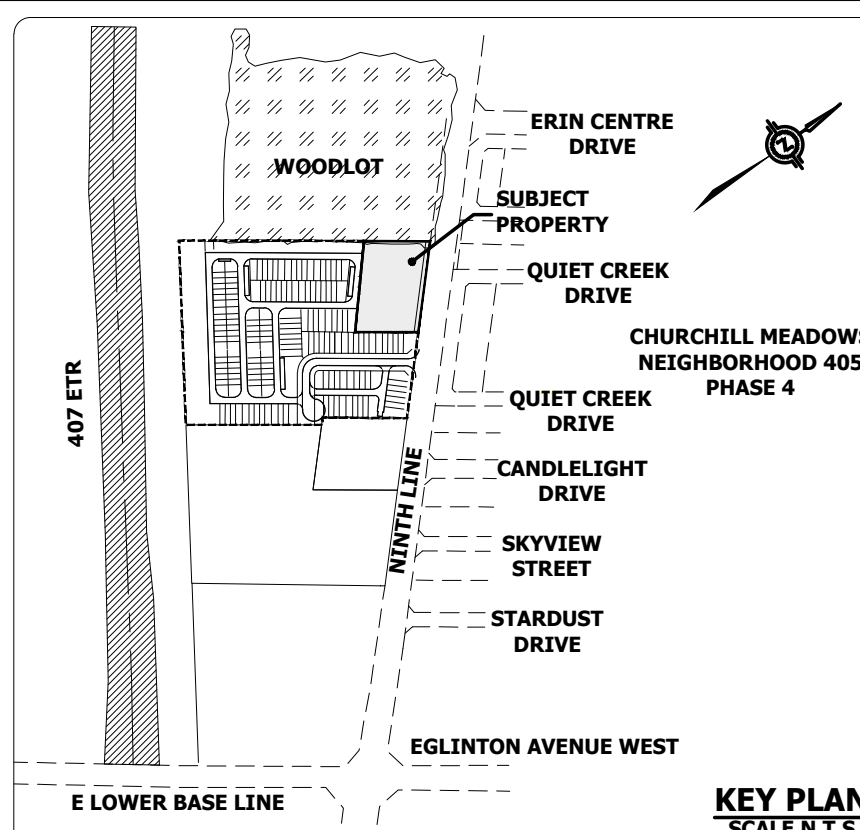 ERIN CENTRE
DRIVE
WOODLOT
SUBJECT
PROPERTY
QUIET CREEK
DRIVE
CHURCHILL MEADOWS
NEIGHBORHOOD 405
PHASE 4
407 ETR
QUIET CREEK
DRIVE
CANDLELIGHT
DRIVE
NINTH LINE
SKYVIEW
STREET
STARDUST
DRIVE
EGLINTON AVENUE WEST
E LOWER BASE LINE
KEY PLAN
SCALE N.T.S